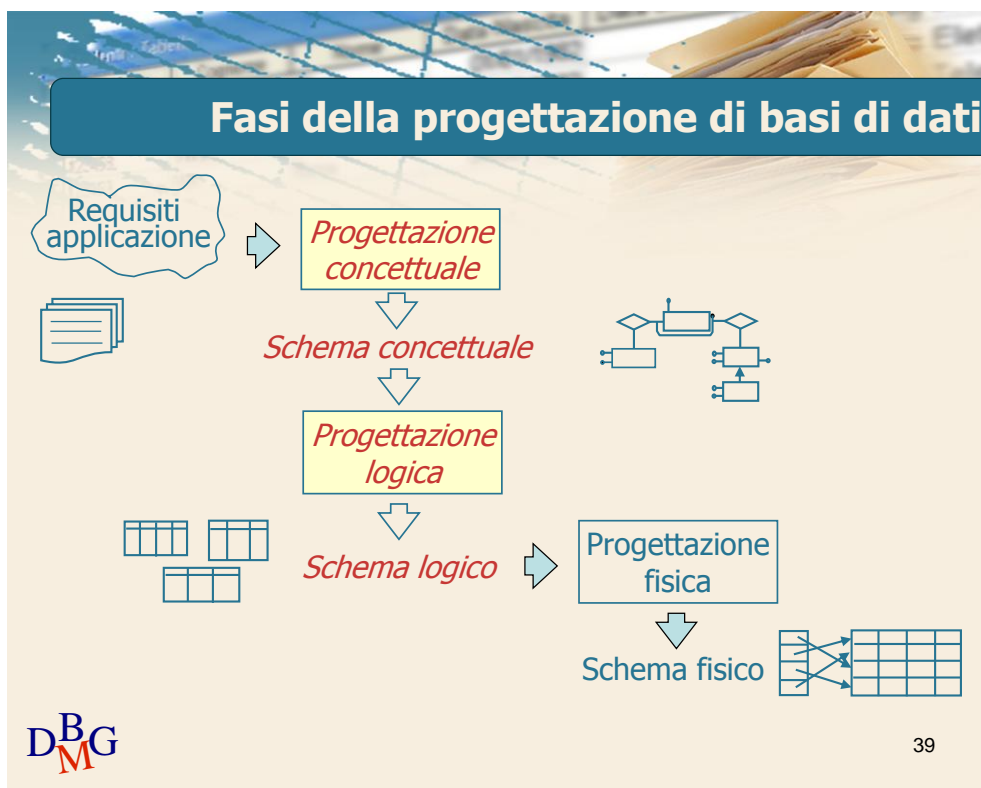 Fasi della progettazione di basi di dati
Requisiti
applicazione
Progettazione
concettuale
Schema concettuale
Progettazione
logica
Schema logico
Progettazione
fisica
Schema fisico
DBMG
39